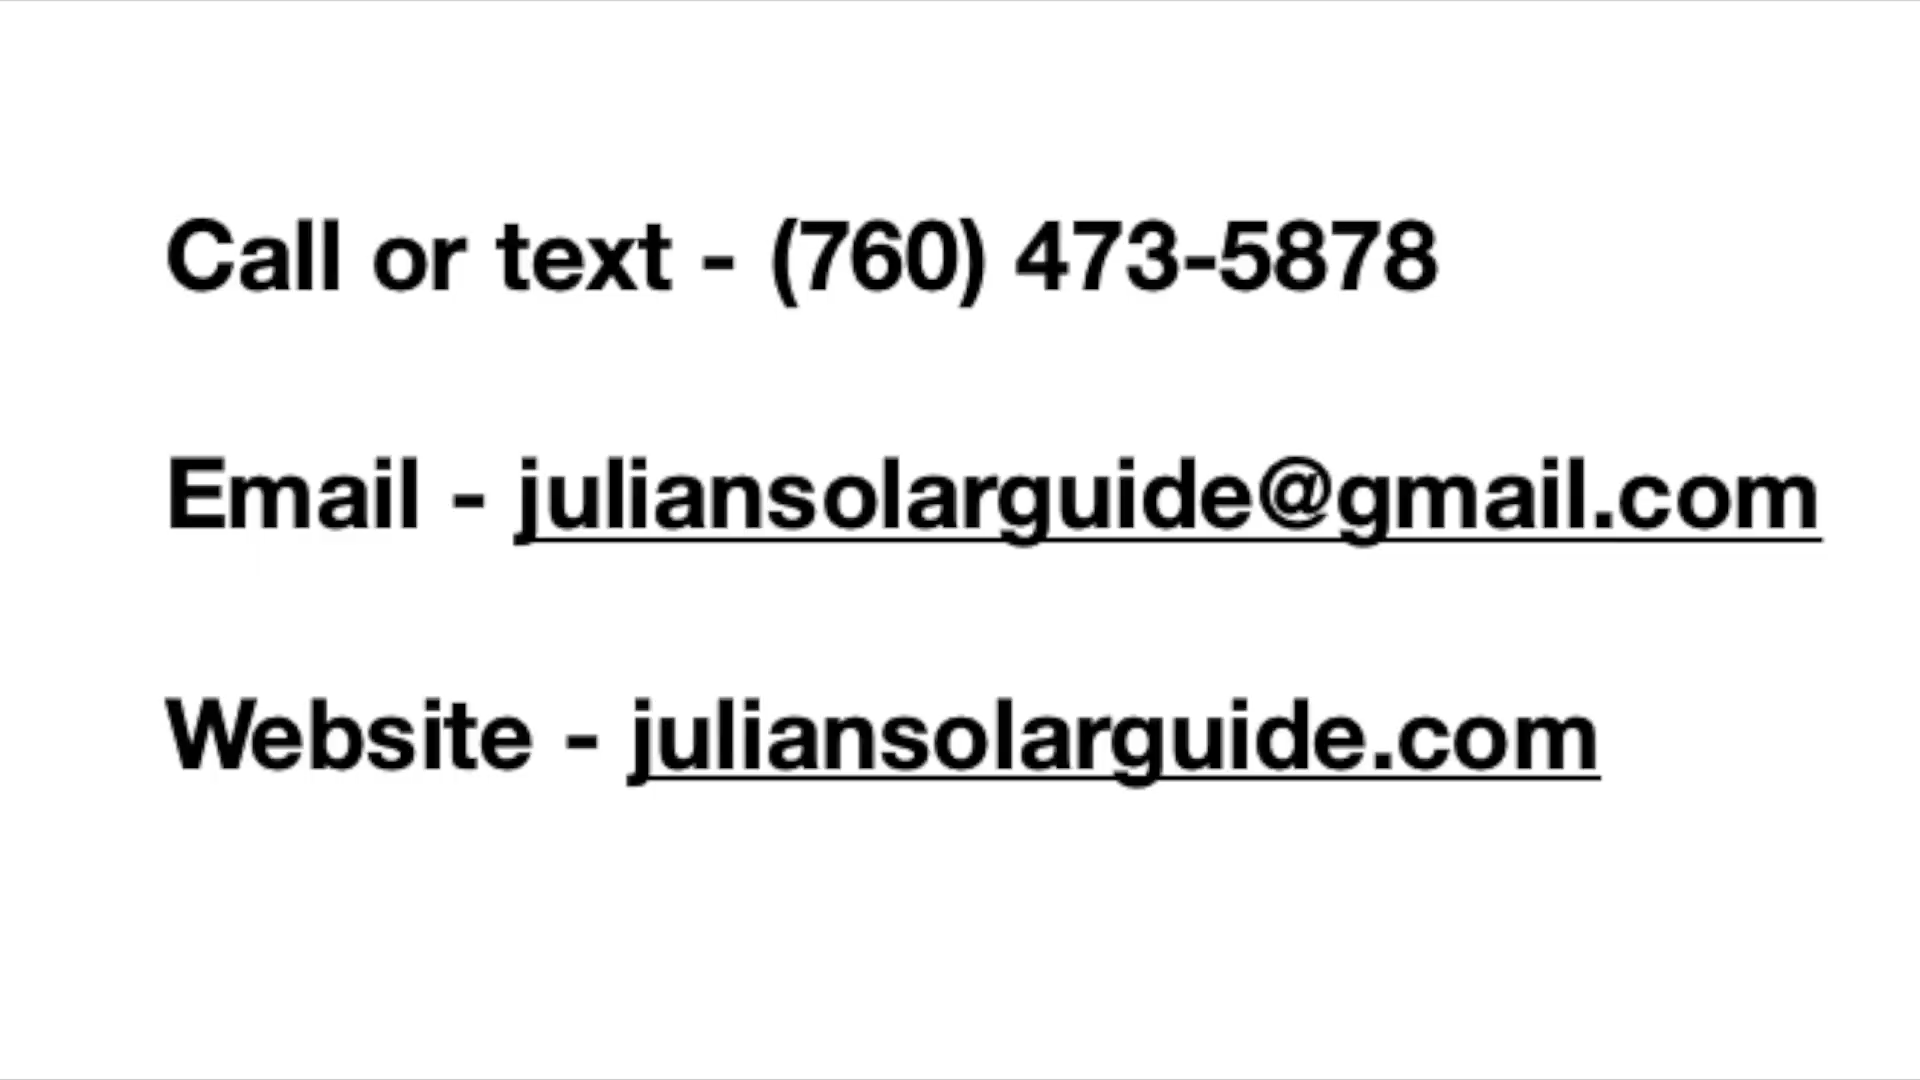 Call or text - (760) 473-5878
Email - juliansolarguide@gmail.com
Website - juliansolarguide.com